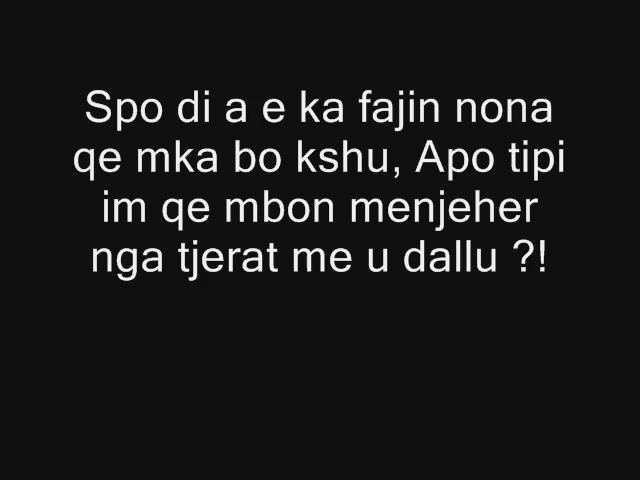 Spo di a e ka fajin nona
qe mka bo kshu, Apo tipi
im qe mbon menjeher
nga tjerat me u dallu ?!